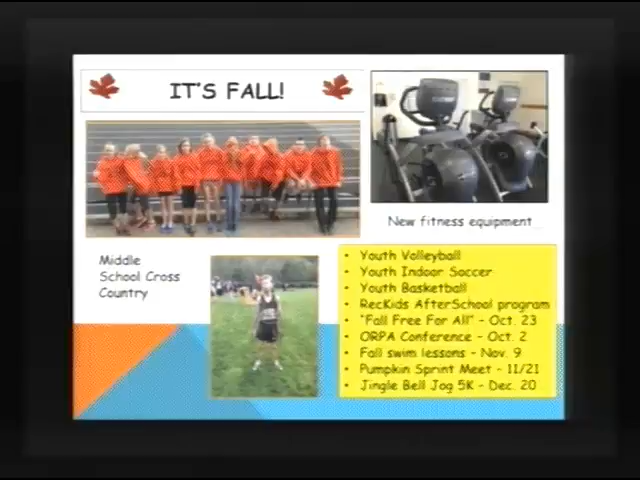 IT'S FALL!
New fitness equipment
Middle
School Cross
Country
• Youth Volleyball
• Youth Indoor Soccer
• Youth Basketball
• RecKids AfterSchool program
• "Fall Free For All" – Oct. 23
• ORPA Conference – Oct. 2
• Fall swim lessons – Nov. 9
• Pumpkin Sprint Meet – 11/21
• Jingle Bell Jog 5K – Dec. 20